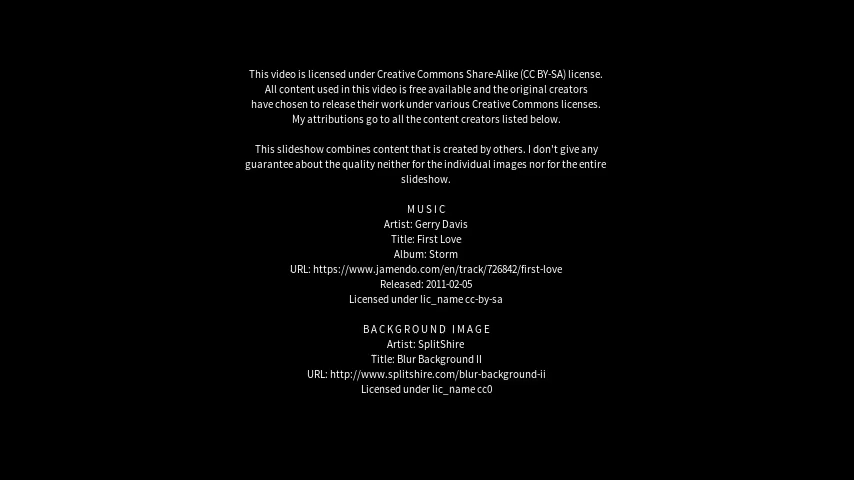 This video is licensed under Creative Commons Share-Alike (CC BY-SA) license.
All content used in this video is free available and the original creators
have chosen to release their work under various Creative Commons licenses.
My attributions go to all the content creators listed below.
This slideshow combines content that is created by others. I don't give any
guarantee about the quality neither for the individual images nor for the entire
slideshow.
MUSIC
Artist: Gerry Davis
Title: First Love
Album: Storm
URL: https://www.jamendo.com/en/track/726842/first-love
Released: 2011-02-05
Licensed under lic_name cc-by-sa
BACKGROUND IMAGE
Artist: SplitShire
Title: Blur Background II
URL: http://www.splitshire.com/blur-background-ii
Licensed under lic_name cc0